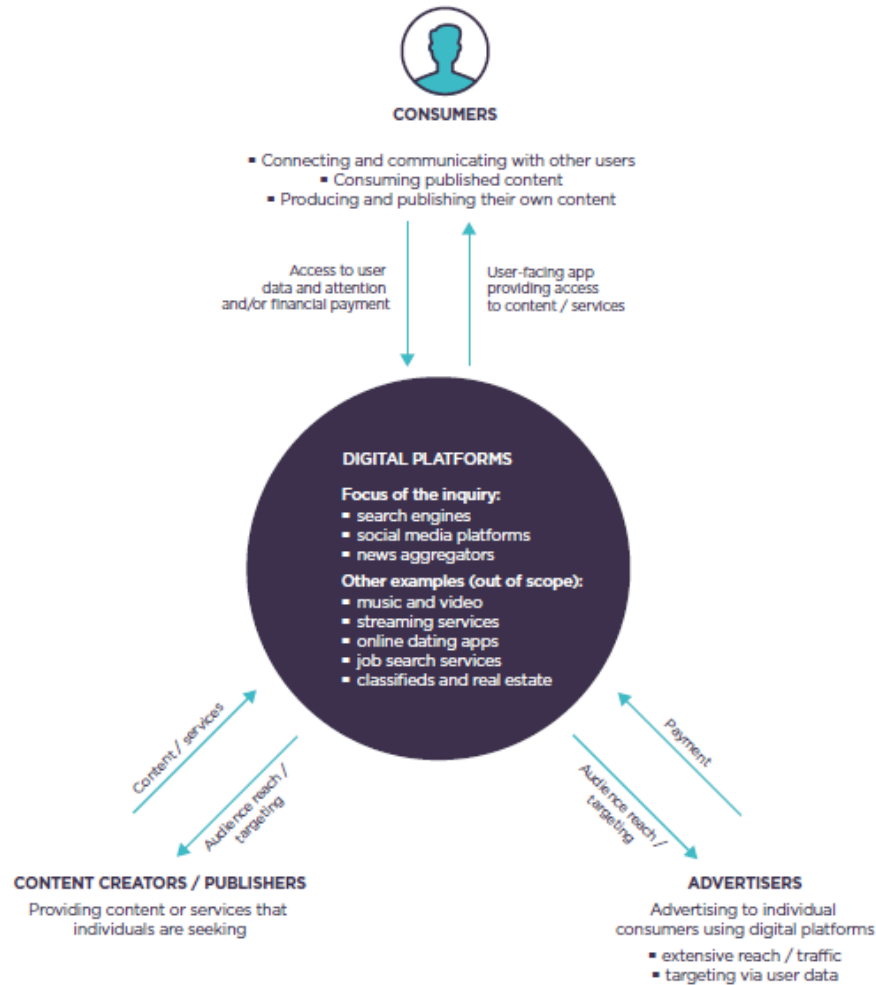 CONSUMERS
▪ Connecting and communicating with other users
▪ Consuming published content
▪ Producing and publishing their own content
Access to user
data and attention
and/or financial payment
User-facing app
providing access
to content / services
DIGITAL PLATFORMS
Focus of the inquiry:
▪ search engines
▪ social media platforms
▪ news aggregators
Other examples (out of scope):
▪ music and video
▪ streaming services
▪ online dating apps
▪ job search services
▪ classifieds and real estate
Content / services
Audience reach /
targeting
Payment
Audience reach /
targeting
CONTENT CREATORS / PUBLISHERS
Providing content or services that
individuals are seeking
ADVERTISERS
Advertising to individual
consumers using digital platforms
▪ extensive reach / traffic
▪ targeting via user data